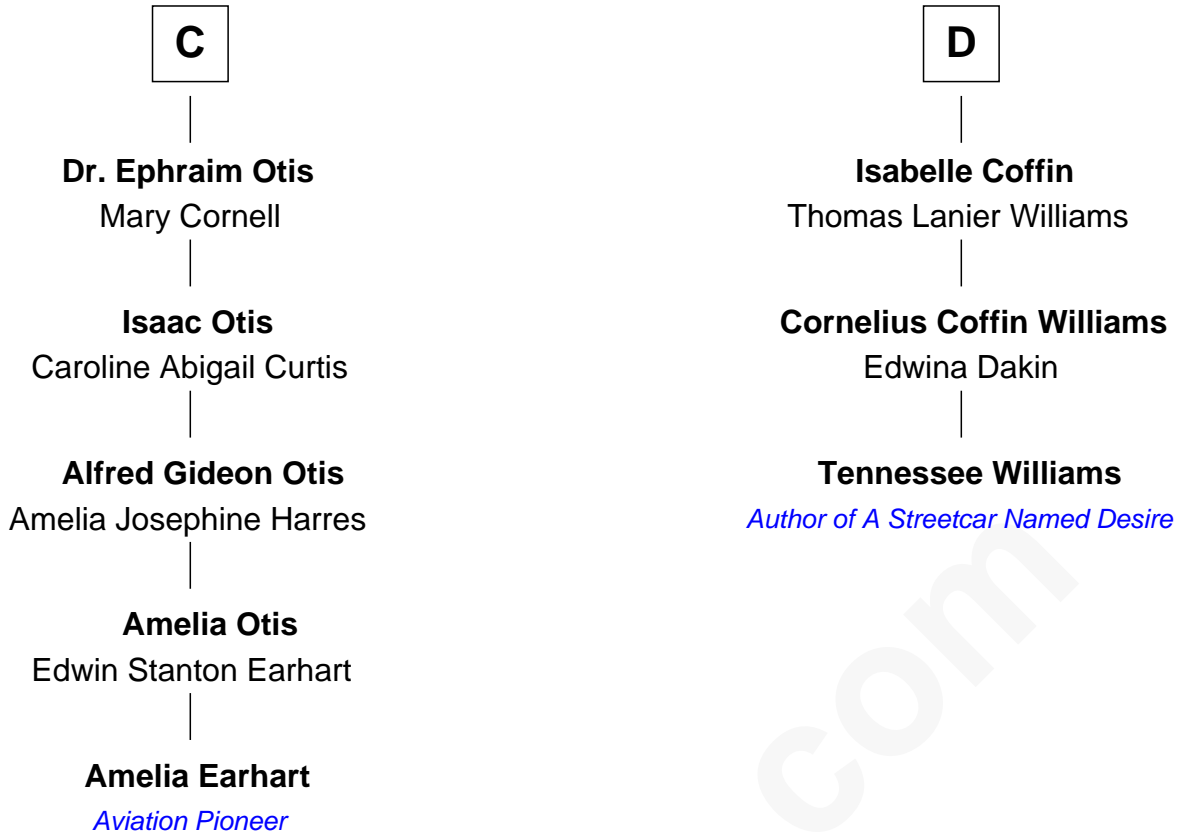 C
Dr. Ephraim Otis
Mary Cornell
Isaac Otis
Caroline Abigail Curtis
Alfred Gideon Otis
Amelia Josephine Harres
Amelia Otis
Edwin Stanton Earhart
Amelia Earhart
Aviation Pioneer
D
Isabelle Coffin
Thomas Lanier Williams
Cornelius Coffin Williams
Edwina Dakin
Tennessee Williams
Author of A Streetcar Named Desire
com